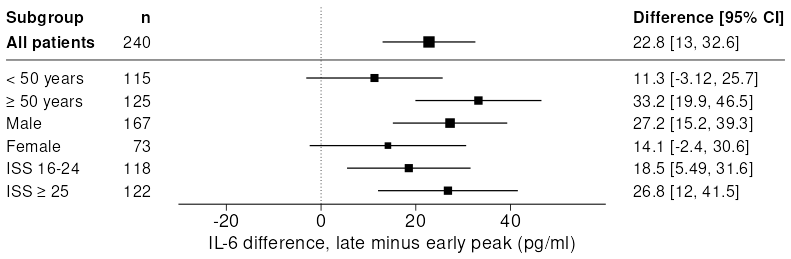 Subgroup n Difference [95% CI]
All patients 240 22.8 [13, 32.6]
< 50 years 115 11.3 [-3.12, 25.7]
≥ 50 years 125 33.2 [19.9, 46.5]
Male 167 27.2 [15.2, 39.3]
Female 73 14.1 [-2.4, 30.6]
ISS 16-24 118 18.5 [5.49, 31.6]
ISS ≥ 25 122 26.8 [12, 41.5]
-20 0 20 40
IL-6 difference, late minus early peak (pg/ml)